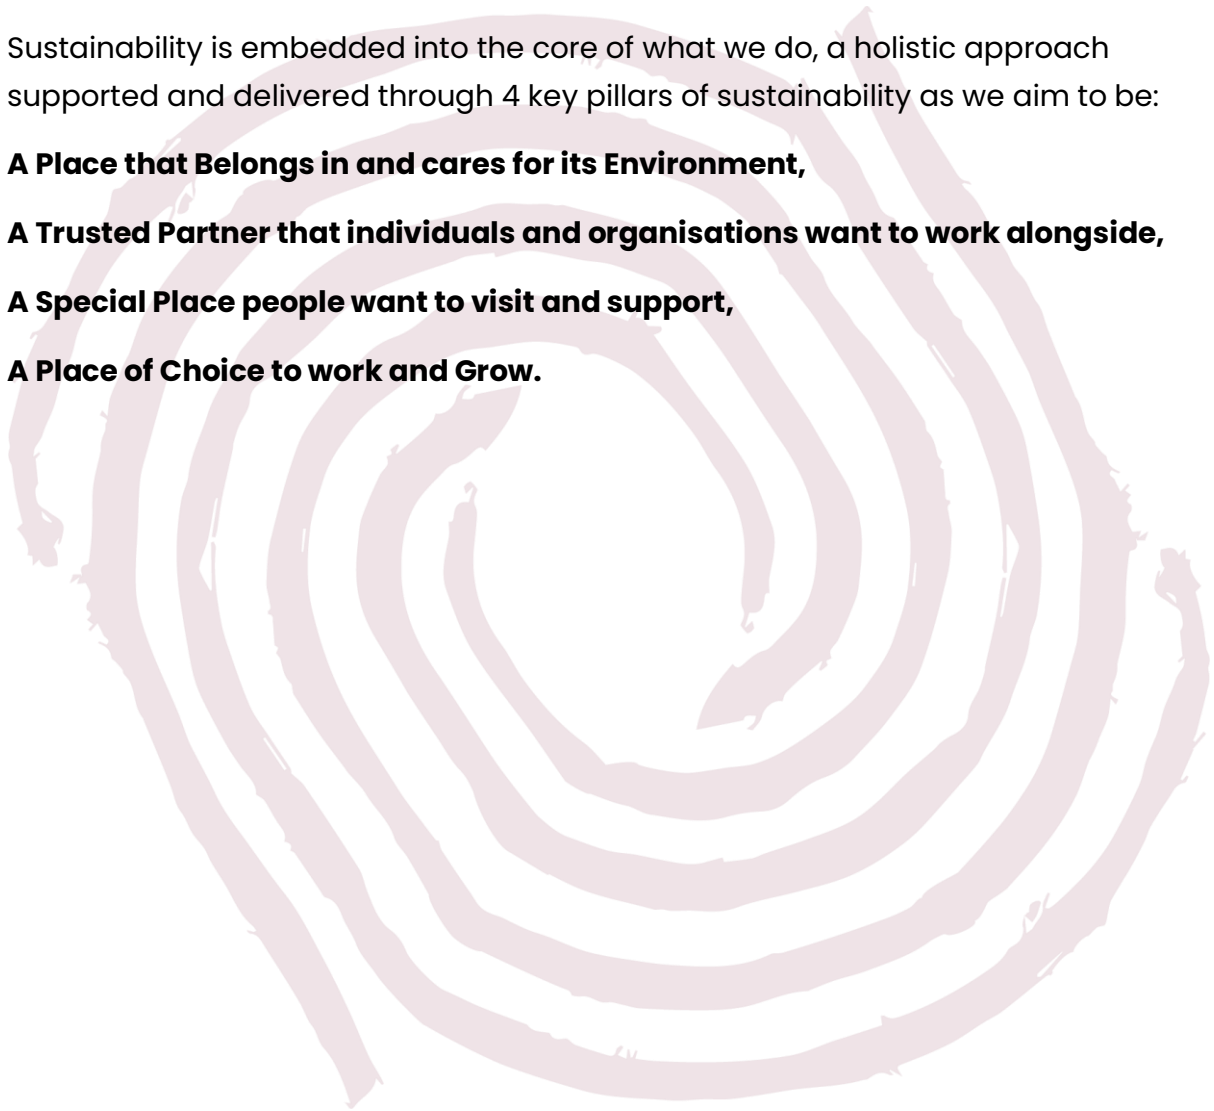 Sustainability is embedded into the core of what we do, a holistic approach
supported and delivered through 4 key pillars of sustainability as we aim to be:
A Place that Belongs in and cares for its Environment,
A Trusted Partner that individuals and organisations want to work alongside,
A Special Place people want to visit and support,
A Place of Choice to work and Grow.